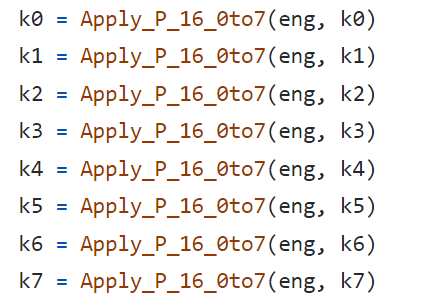 k0 = Apply_P_16_0to7(eng, k0)
k1 = Apply_P_16_0to7(eng, k1)
k2 = Apply_P_16_0to7(eng, k2)
k3 = Apply_P_16_0to7(eng, k3)
k4 = Apply_P_16_0to7(eng, k4)
k5 = Apply_P_16_0to7(eng, k5)
k6 = Apply_P_16_0to7(eng, k6)
k7 = Apply_P_16_0to7(eng, k7)